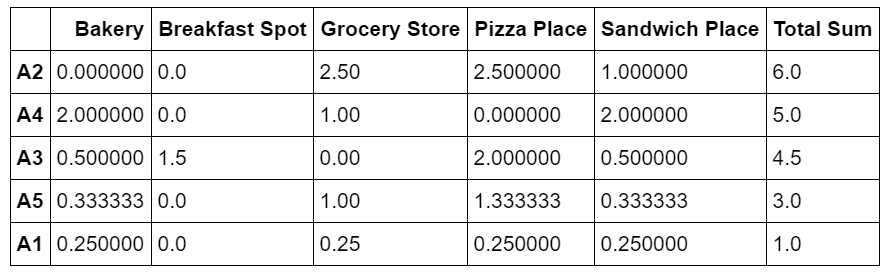 Bakery Breakfast Spot Grocery Store Pizza Place Sandwich Place Total Sum
A2 0.000000 0.0 2.50 2.500000 1.000000 6.0
A4 2.000000 0.0 1.00 0.000000 2.000000 5.0
A3 0.500000 1.5 0.00 2.000000 0.500000 4.5
A5 0.333333 0.0 1.00 1.333333 0.333333 3.0
A1 0.250000 0.0 0.25 0.250000 0.250000 1.0